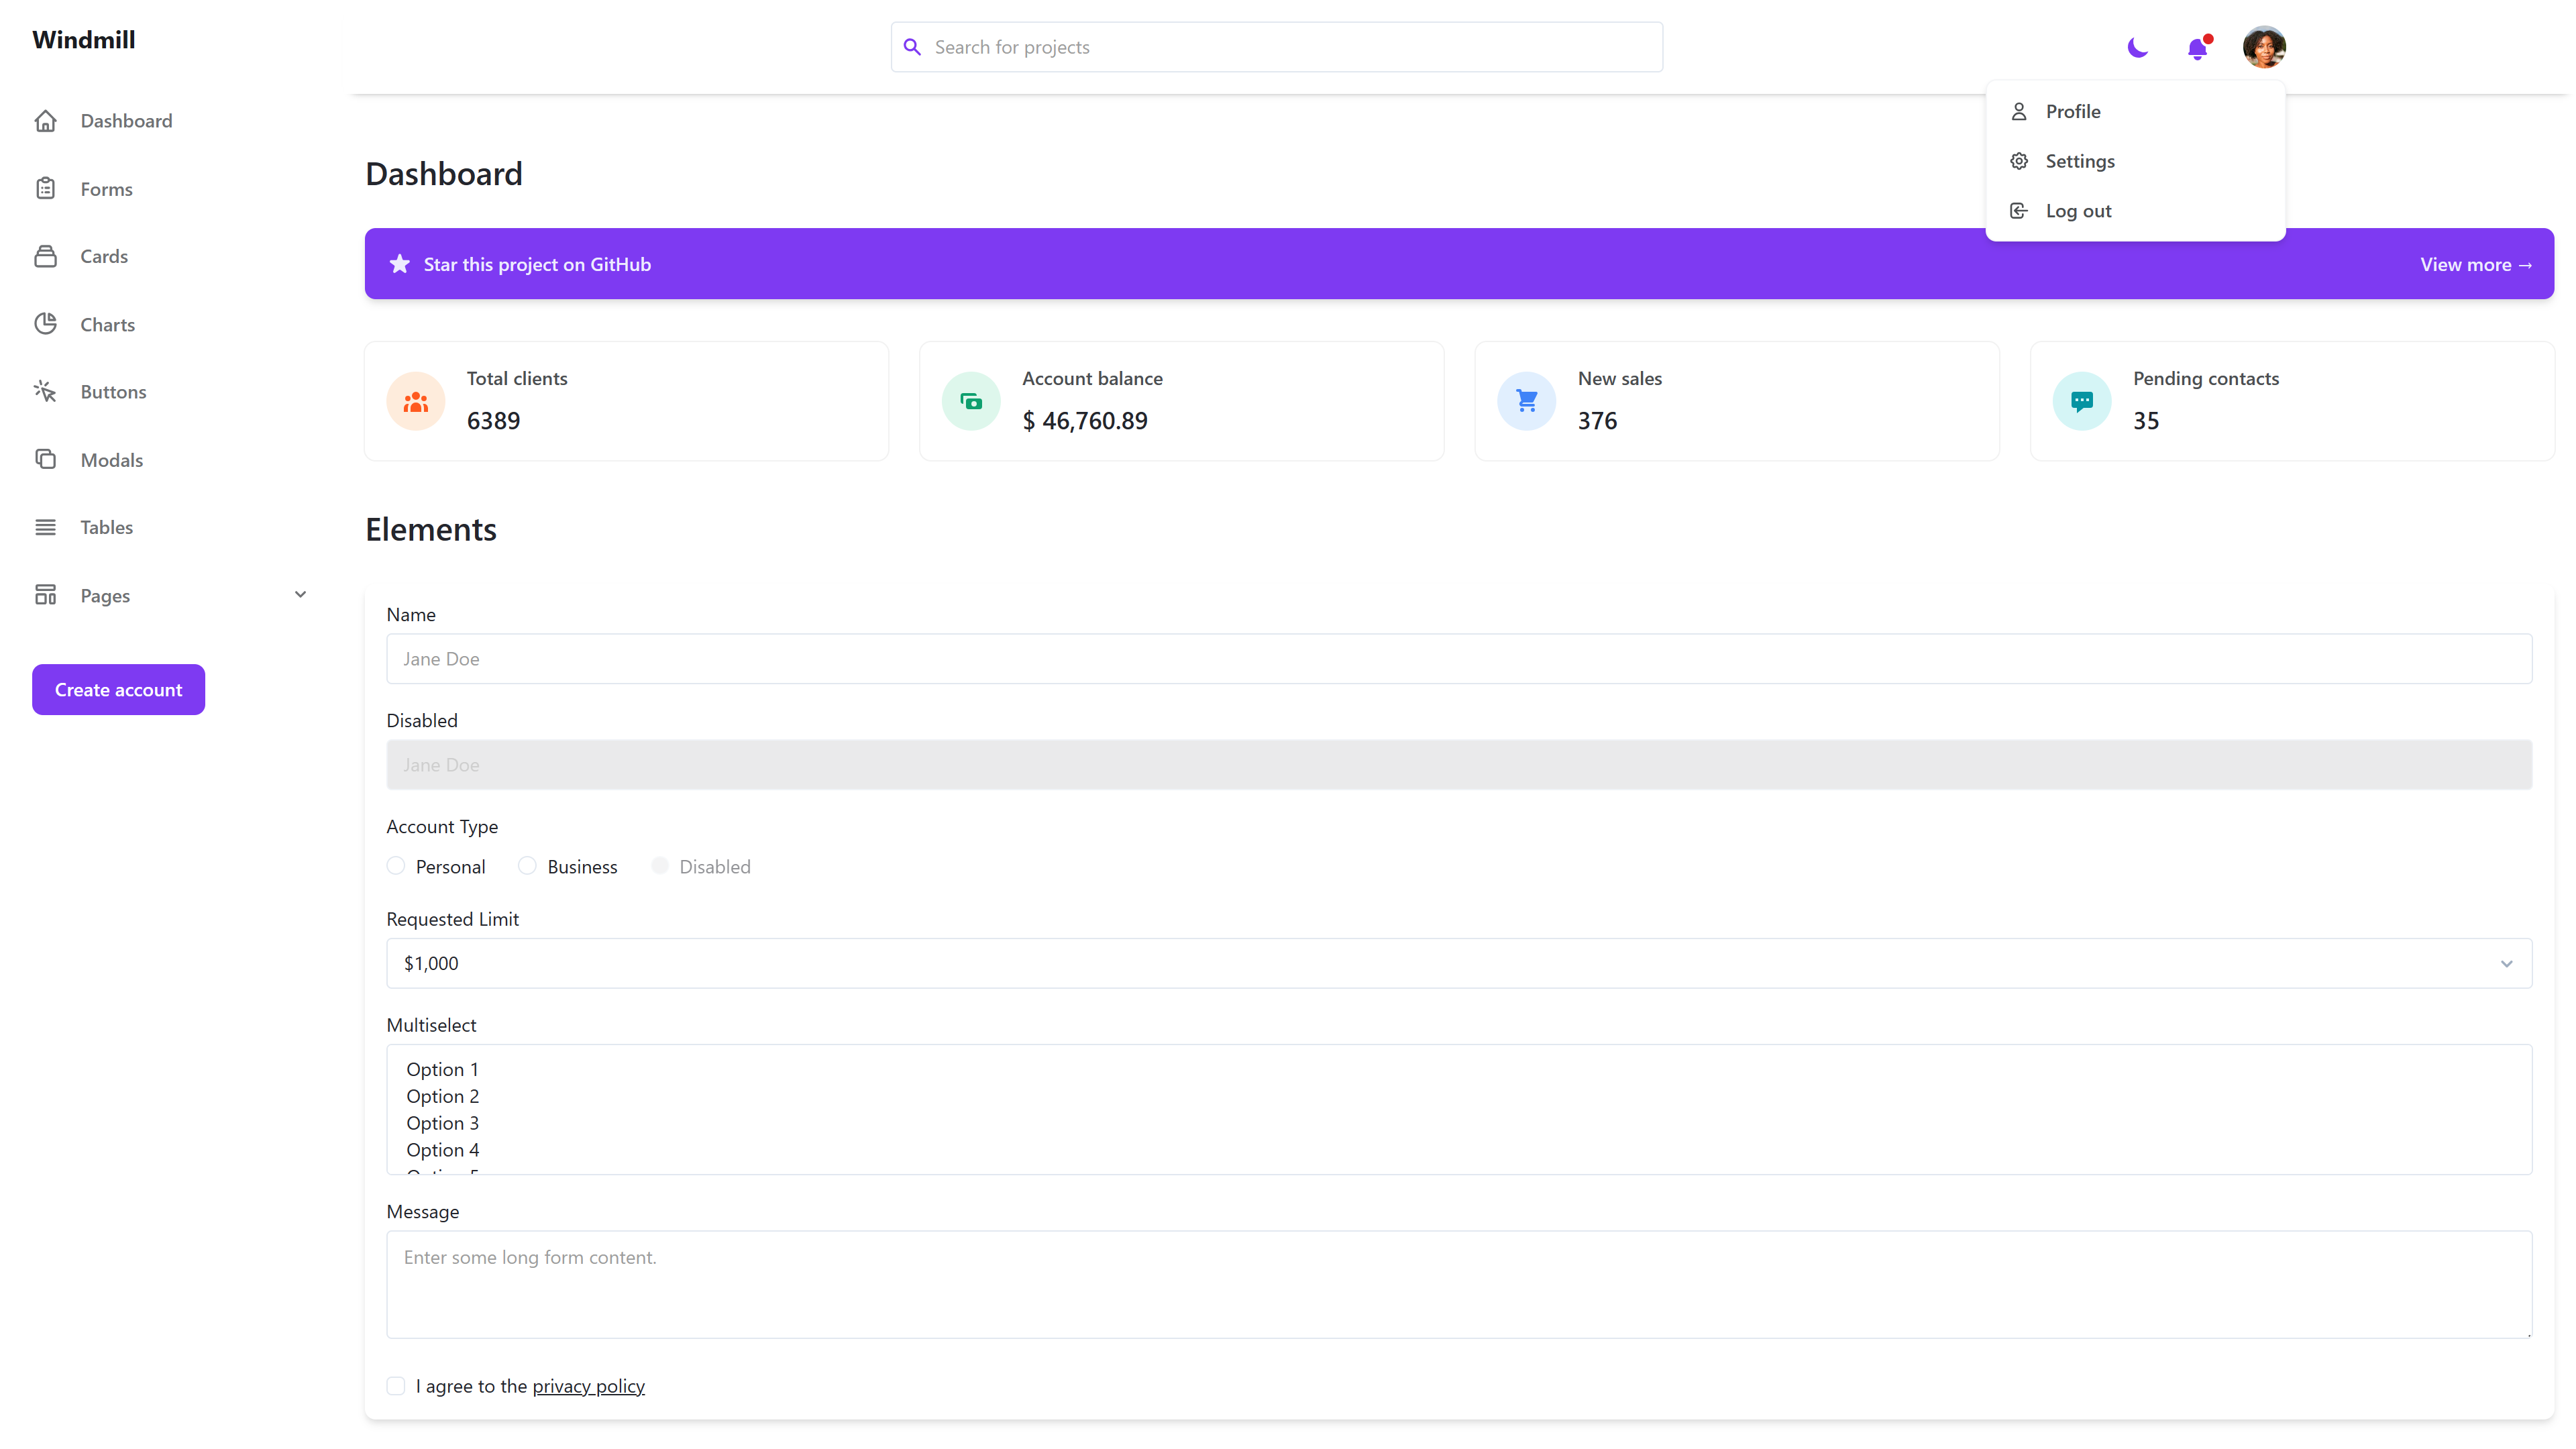 Windmill
Search for projects
Profile
Settings
Log out
Dashboard
Forms
Cards
Charts
Buttons
Modals
Tables
Pages
Create account
Dashboard
Star this project on GitHub
View more →
Total clients
6389
Account balance
$ 46,760.89
New sales
376
Pending contacts
35
Elements
Name
Jane Doe
Disabled
Jane Doe
Account Type
Personal
Business
Disabled
Requested Limit
$1,000
Multiselect
Option 1
Option 2
Option 3
Option 4
Message
Enter some long form content.
I agree to the privacy policy